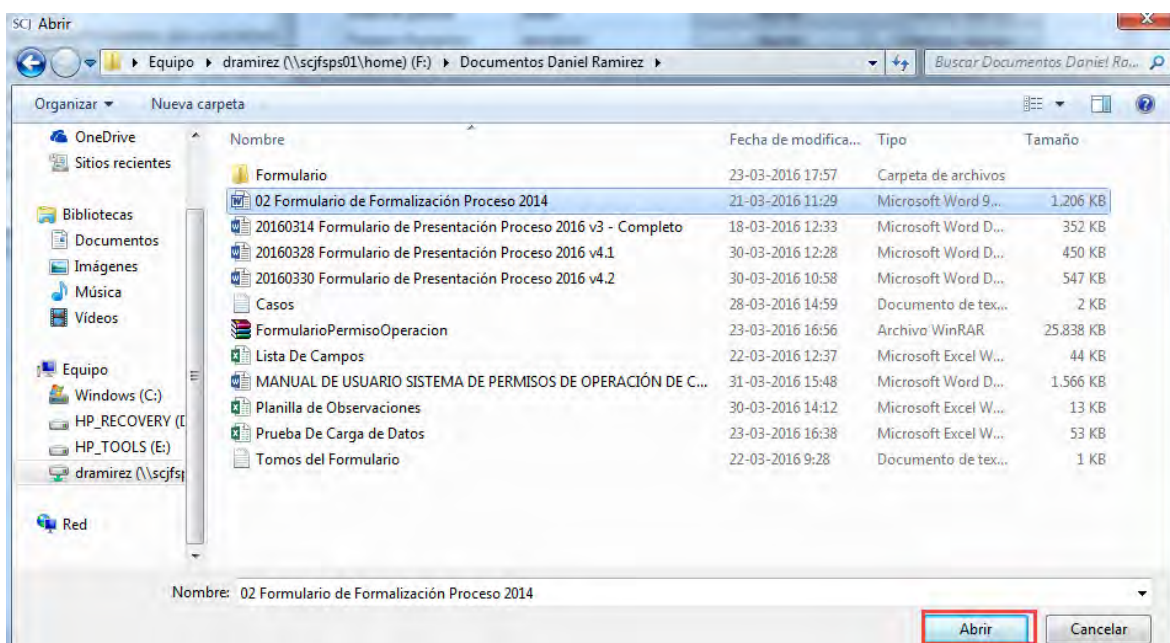 SCJ Abrir
Equipo ▸ dramirez (\\scjfsps01\home) (F:) ▸ Documentos Daniel Ramirez ▸ Buscar Documentos Daniel Ra...
Organizar Nueva carpeta
OneDrive
Sitios recientes
Bibliotecas
Documentos
Imágenes
Música
Vídeos
Equipo
Windows (C:)
HP_RECOVERY (D
HP_TOOLS (E:)
dramirez (\\scjfsp
Red
Nombre Fecha de modifica... Tipo Tamaño
Formulario 23-03-2016 17:57 Carpeta de archivos
02 Formulario de Formalización Proceso 2014 21-03-2016 11:29 Microsoft Word 9... 1.206 KB
20160314 Formulario de Presentación Proceso 2016 v3 - Completo 18-03-2016 12:33 Microsoft Word D... 352 KB
20160328 Formulario de Presentación Proceso 2016 v4.1 30-03-2016 12:28 Microsoft Word D... 450 KB
20160330 Formulario de Presentación Proceso 2016 v4.2 30-03-2016 10:58 Microsoft Word D... 547 KB
Casos 28-03-2016 14:59 Documento de tex... 2 KB
FormularioPermisoOperacion 23-03-2016 16:56 Archivo WinRAR 25.838 KB
Lista De Campos 22-03-2016 12:37 Microsoft Excel W... 44 KB
MANUAL DE USUARIO SISTEMA DE PERMISOS DE OPERACIÓN DE C... 31-03-2016 15:48 Microsoft Word D... 1.566 KB
Planilla de Observaciones 30-03-2016 14:12 Microsoft Excel W... 13 KB
Prueba De Carga de Datos 23-03-2016 16:38 Microsoft Excel W... 53 KB
Tomos del Formulario 22-03-2016 9:28 Documento de tex... 1 KB
Nombre: 02 Formulario de Formalización Proceso 2014
Abrir Cancelar